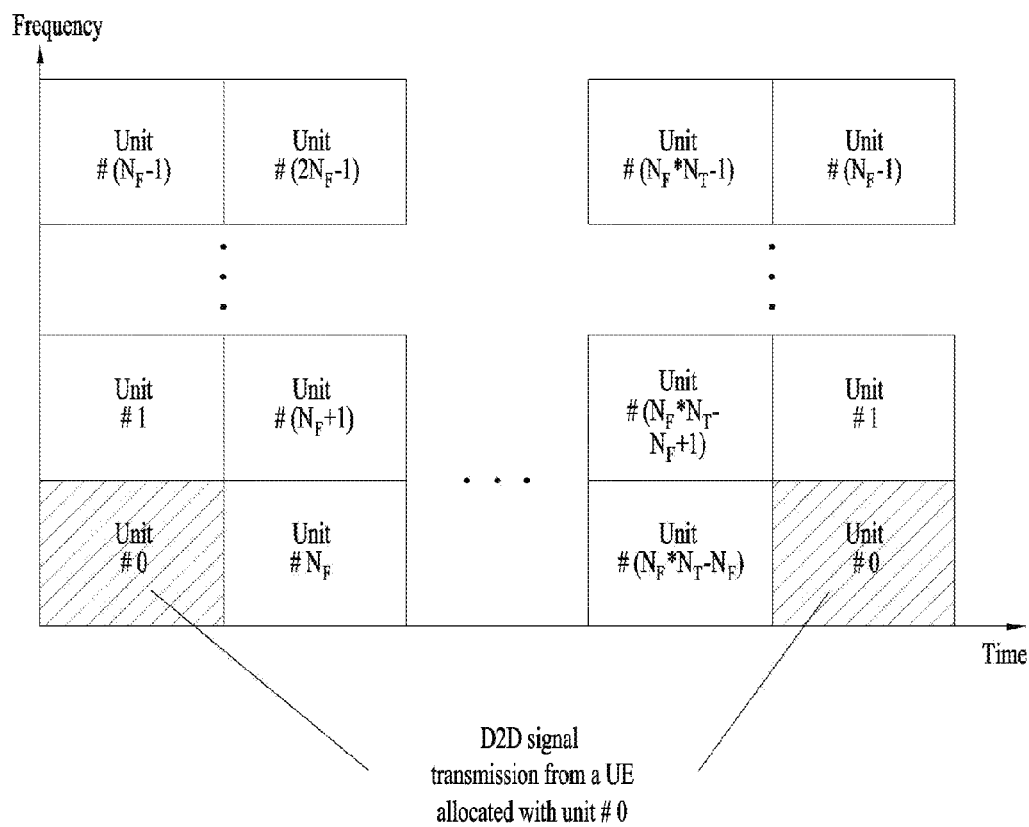 Frequency
Unit
# (N_F-1)
Unit
# (2N_F-1)
Unit
# (N_F*N_T-1)
Unit
# (N_F-1)
Unit
# 1
Unit
# (N_F+1)
Unit
# (N_F*N_T-
N_F+1)
Unit
# 1
Unit
# 0
Unit
# N_F
Unit
# (N_F*N_T-N_F)
Unit
# 0
Time
D2D signal
transmission from a UE
allocated with unit # 0